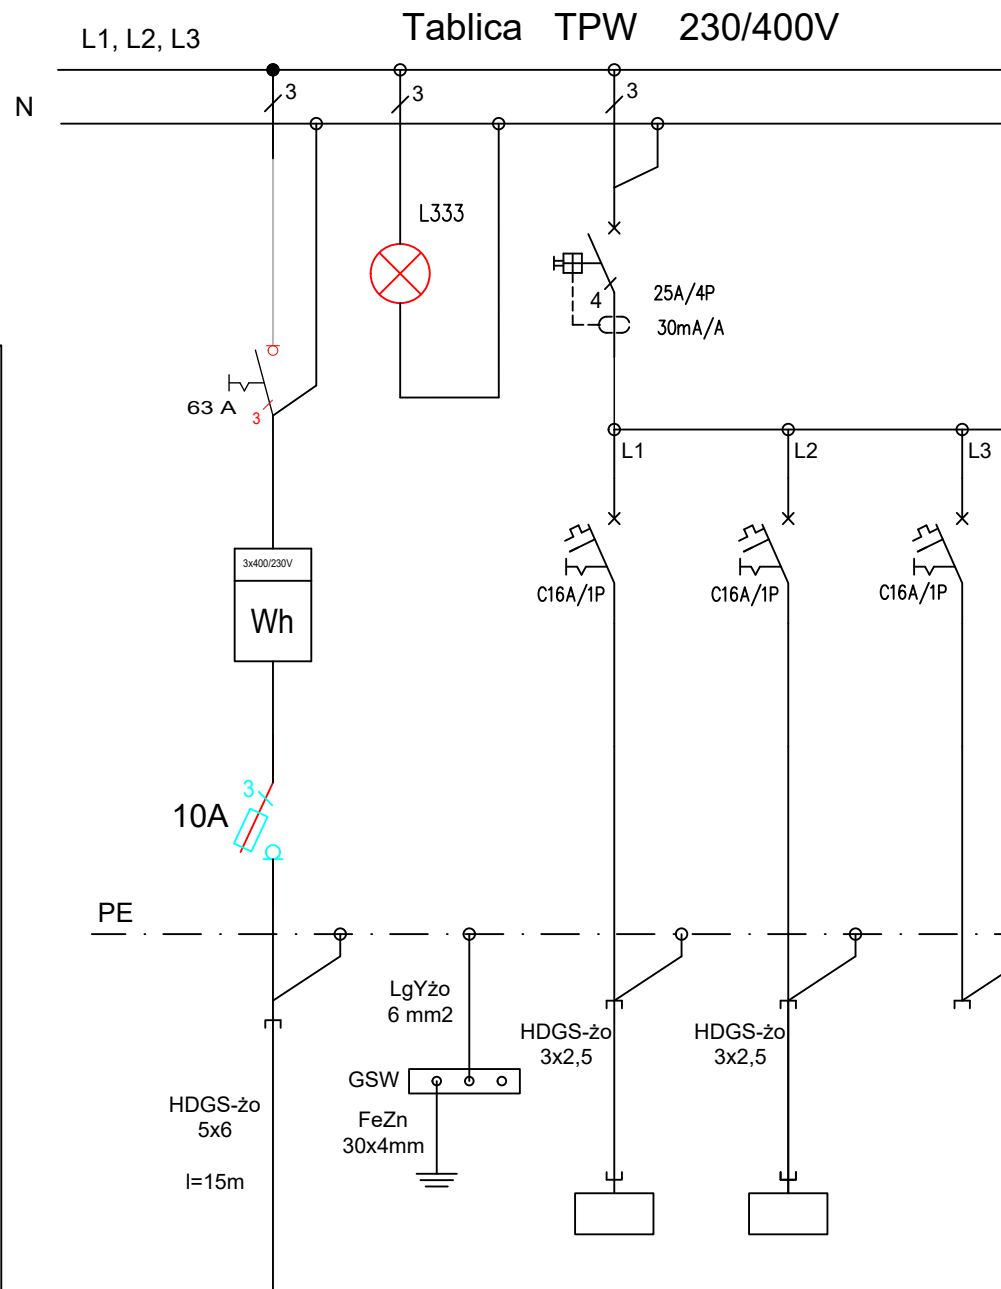 Tablica TPW 230/400V
L1, L2, L3
3
3
3
N
L333
25A/4P
4
30mA/A
63 A
3
L1
L2
L3
3x400/230V
Wh
C16A/1P
C16A/1P
C16A/1P
3
10A
PE
LgYżo
6 mm2
HDGS-żo
3x2,5
HDGS-żo
3x2,5
GSW
HDGS-żo
5x6
FeZn
30x4mm
l=15m